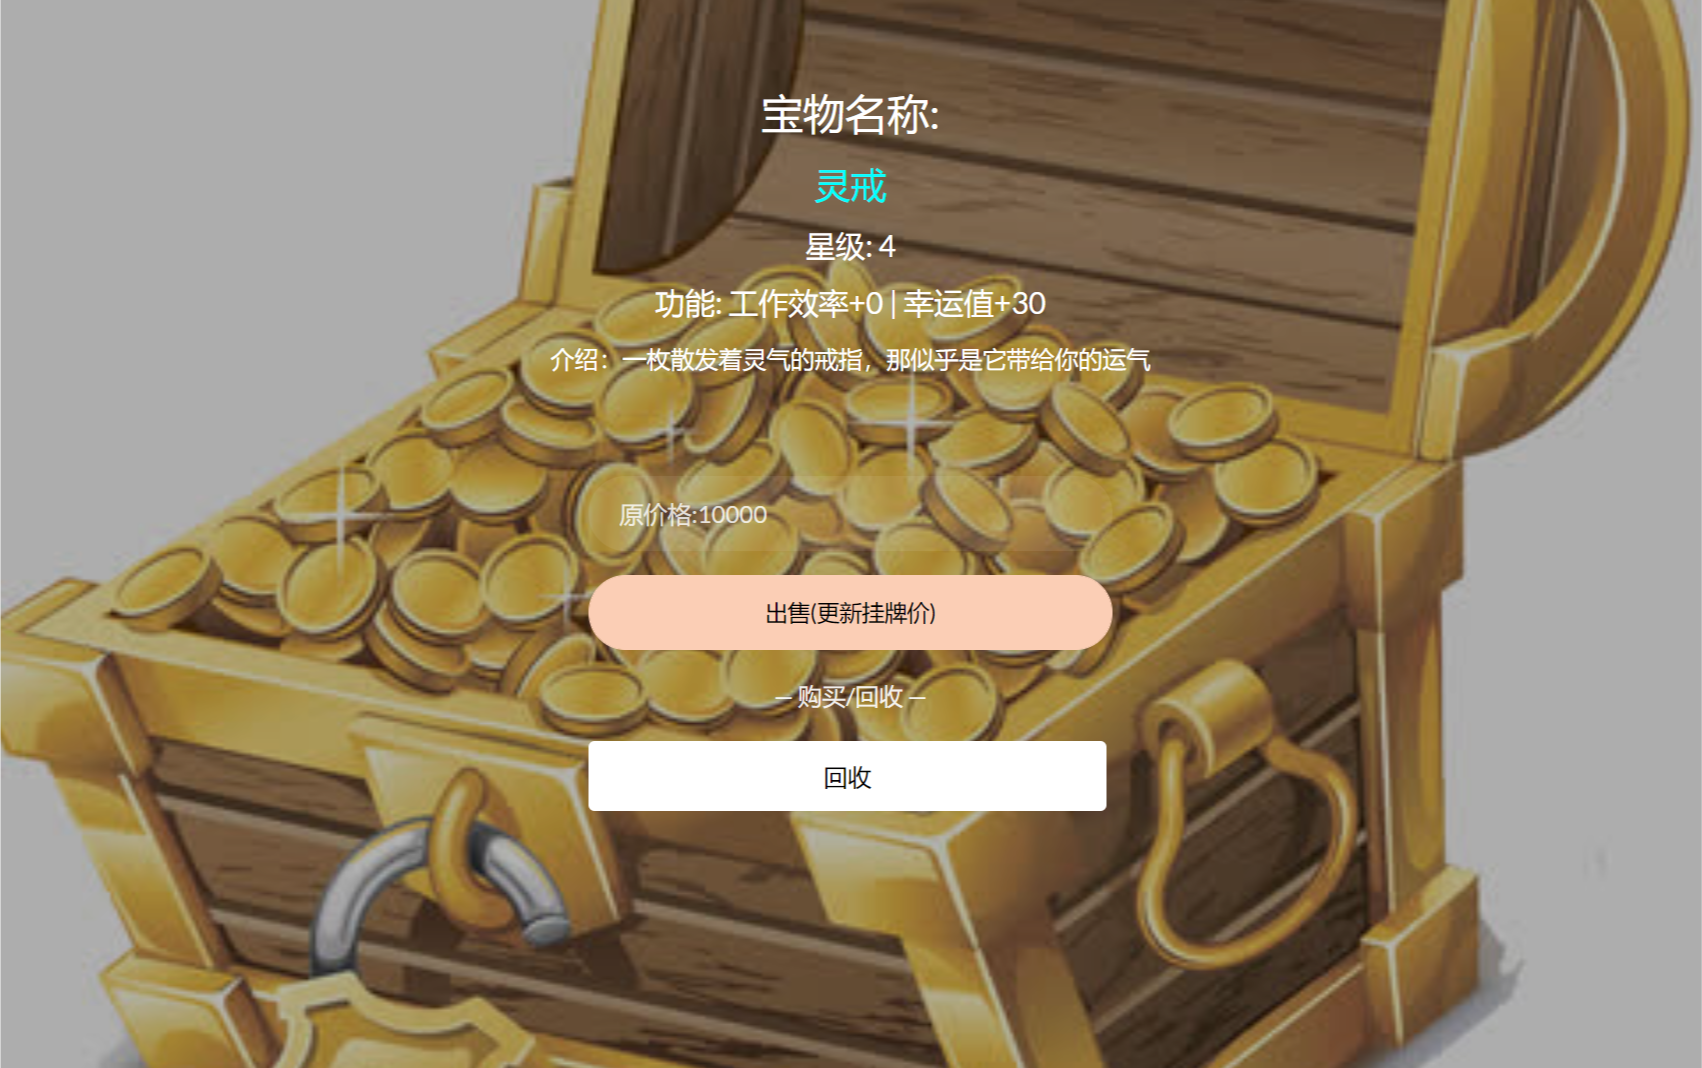 宝物名称:
灵戒
星级: 4
功能: 工作效率+0 | 幸运值+30
介绍：一枚散发着灵气的戒指，那似乎是它带给你的运气
原价格:10000
出售(更新挂牌价)
— 购买/回收 —
回收